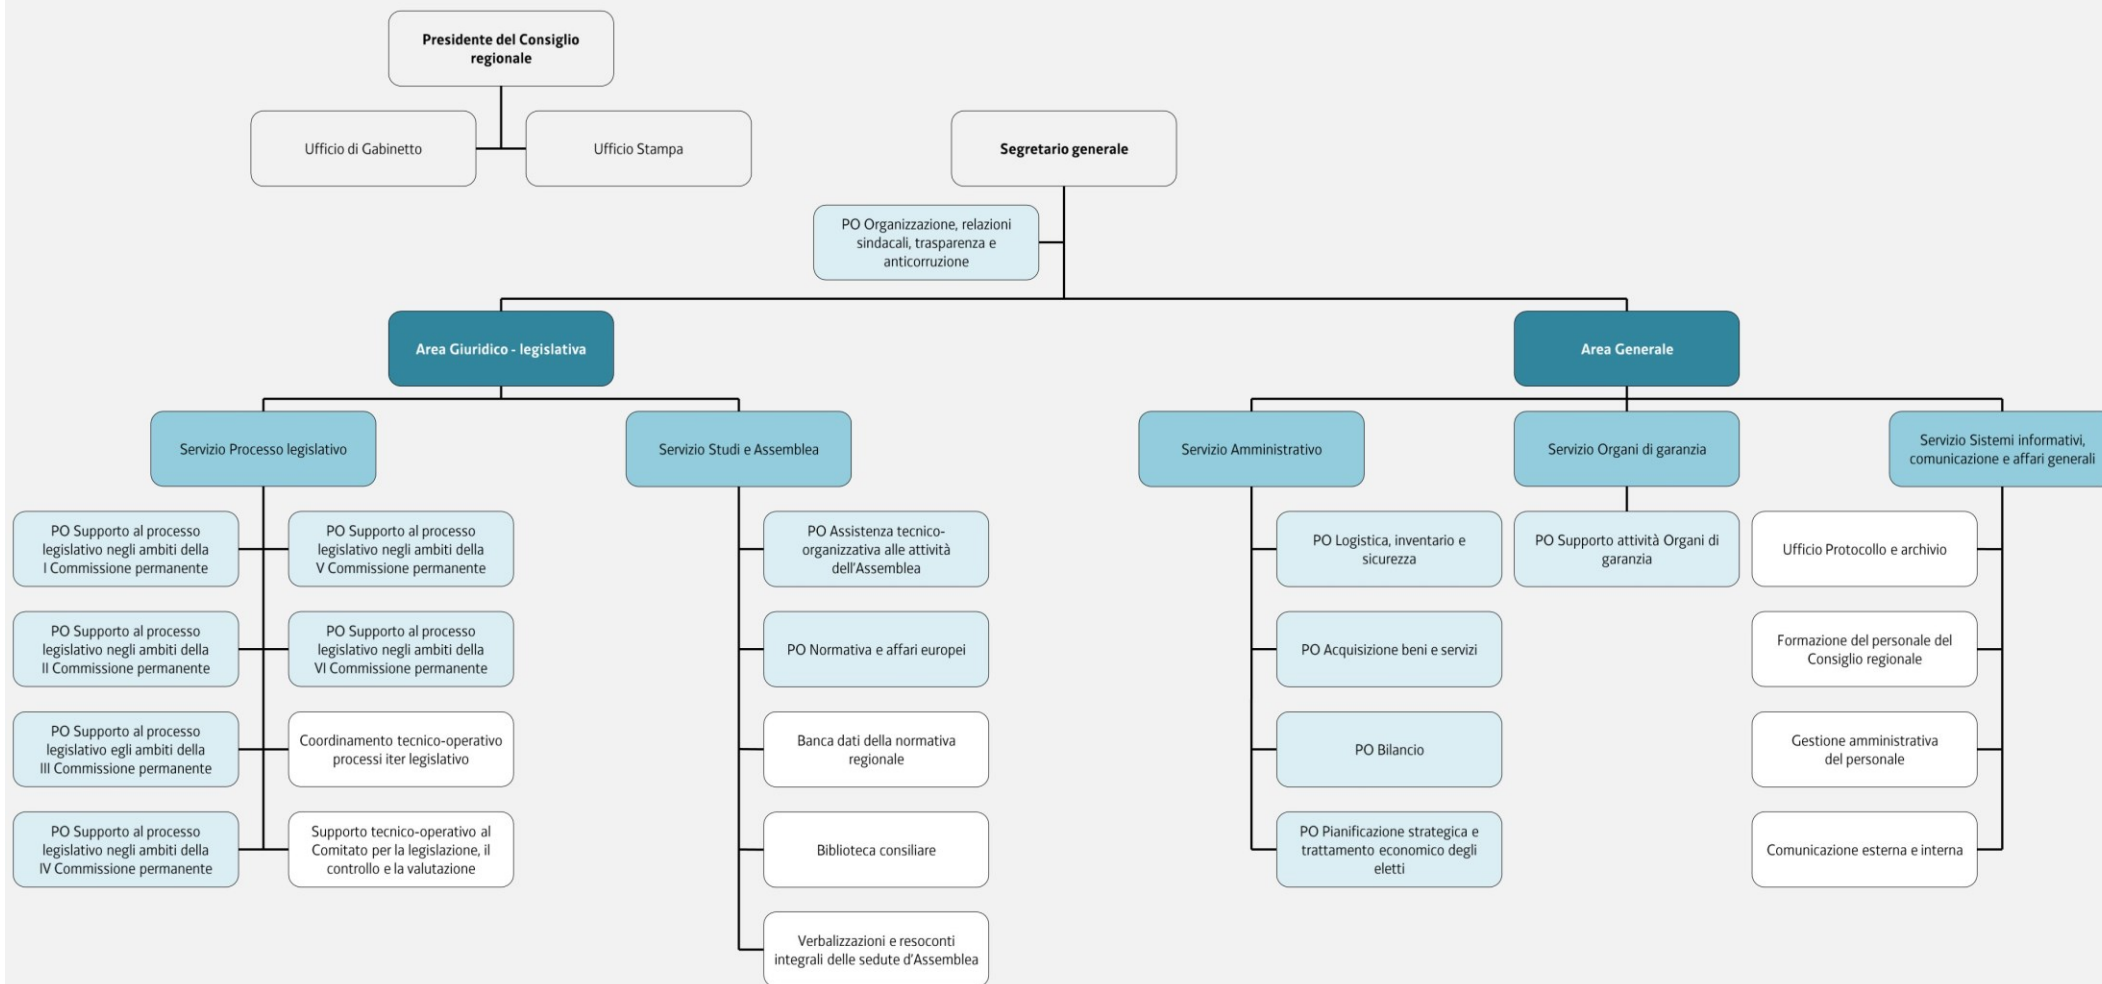 Presidente del Consiglio
regionale
Ufficio di Gabinetto
Ufficio Stampa
Segretario generale
PO Organizzazione, relazioni
sindacali, trasparenza e
anticorruzione
Area Giuridico - legislativa
Area Generale
Servizio Processo legislativo
Servizio Studi e Assemblea
Servizio Amministrativo
Servizio Organi di garanzia
Servizio Sistemi informativi,
comunicazione e affari generali
PO Supporto al processo
legislativo negli ambiti della
I Commissione permanente
PO Supporto al processo
legislativo negli ambiti della
V Commissione permanente
PO Supporto al processo
legislativo negli ambiti della
II Commissione permanente
PO Supporto al processo
legislativo negli ambiti della
VI Commissione permanente
PO Supporto al processo
legislativo egli ambiti della
III Commissione permanente
Coordinamento tecnico-operativo
processi iter legislativo
PO Supporto al processo
legislativo negli ambiti della
IV Commissione permanente
Supporto tecnico-operativo al
Comitato per la legislazione, il
controllo e la valutazione
PO Assistenza tecnico-
organizzativa alle attività
dell'Assemblea
PO Normativa e affari europei
Banca dati della normativa
regionale
Biblioteca consiliare
Verbalizzazioni e resoconti
integrali delle sedute d'Assemblea
PO Logistica, inventario e
sicurezza
PO Acquisizione beni e servizi
PO Bilancio
PO Pianificazione strategica e
trattamento economico degli
eletti
PO Supporto attività Organi di
garanzia
Ufficio Protocollo e archivio
Formazione del personale del
Consiglio regionale
Gestione amministrativa
del personale
Comunicazione esterna e interna